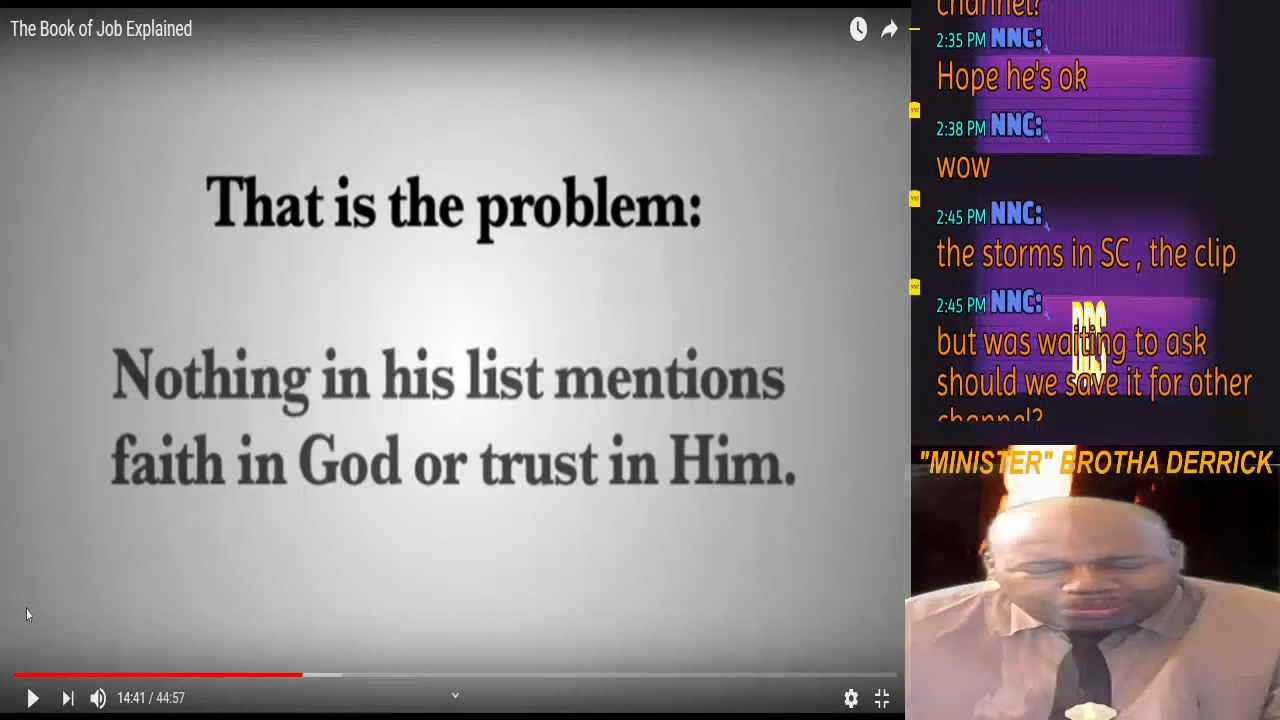 The Book of Job Explained
That is the problem:
Nothing in his list mentions
faith in God or trust in Him.
14:41 / 44:57
channel?
2:35 PM NNC:
Hope he's ok
2:38 PM NNC:
wow
2:45 PM NNC:
the storms in SC , the clip
2:45 PM NNC:
but was waiting to ask
should we save it for other
channel?
"MINISTER" BROTHA DERRICK